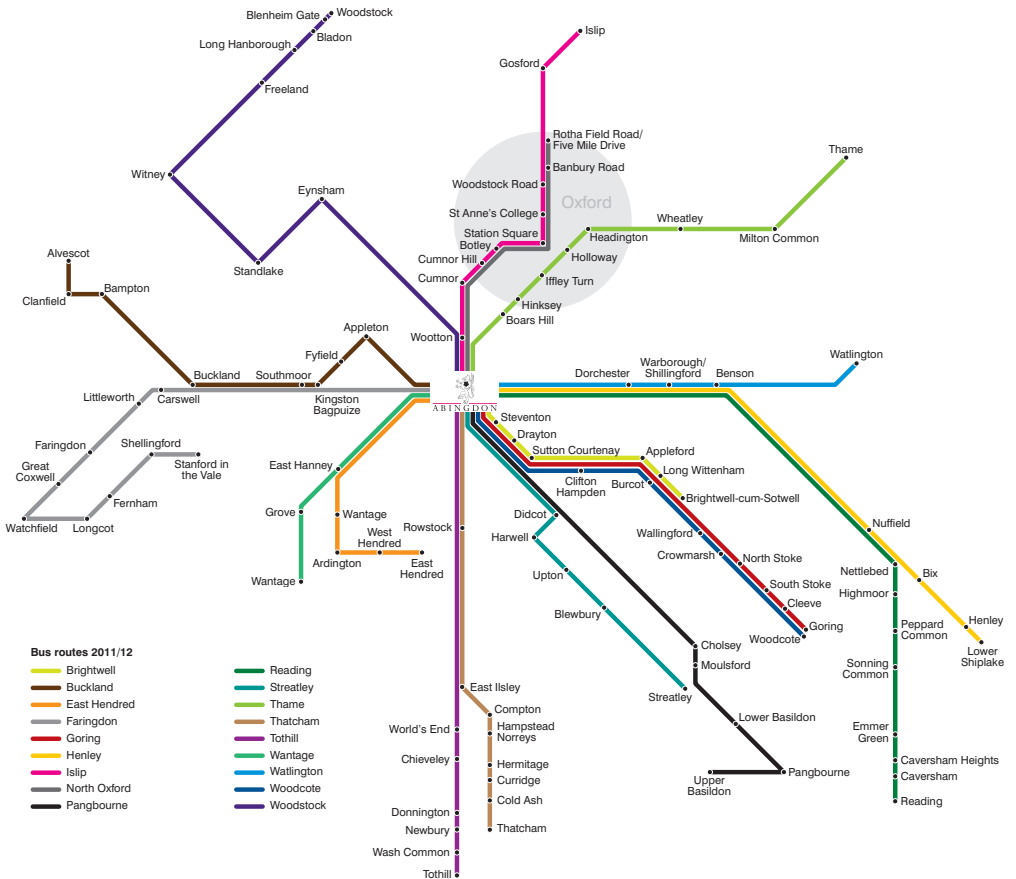 Blenheim Gate
Woodstock
Bladon
Long Hanborough
Freeland
Witney
Eynsham
Standlake
Islip
Gosford
Rotha Field Road/
Five Mile Drive
Banbury Road
Woodstock Road
Oxford
St Anne's College
Station Square
Botley
Cumnor Hill
Cumnor
Wootton
Thame
Wheatley
Headington
Milton Common
Holloway
Iffley Turn
Hinksey
Boars Hill
Alvescot
Clanfield
Bampton
Appleton
Fyfield
Buckland
Southmoor
Kingston
Bagpuize
Littleworth
Carswell
Faringdon
Shellingford
Great
Coxwell
Stanford in
the Vale
Fernham
Watchfield
Longcot
East Hanney
Grove
Wantage
West
Hendred
Ardington
East
Hendred
Wantage
ABINGDON
Dorchester
Warborough/
Shillingford
Benson
Watlington
Steventon
Drayton
Sutton Courtenay
Appleford
Long Wittenham
Clifton
Hampden
Burcot
Brightwell-cum-Sotwell
Didcot
Harwell
Wallingford
Crowmarsh
North Stoke
Upton
South Stoke
Blewbury
Cleeve
Goring
Woodcote
Cholsey
Moulsford
Streatley
Lower Basildon
Upper
Basildon
Pangbourne
Nuffield
Nettlebed
Bix
Highmoor
Henley
Lower
Shiplake
Peppard
Common
Sonning
Common
Emmer
Green
Caversham Heights
Caversham
Reading
Rowstock
East Ilsley
Compton
World's End
Hampstead
Norreys
Chieveley
Hermitage
Curridge
Cold Ash
Donnington
Newbury
Thatcham
Wash Common
Tothill
Bus routes 2011/12
Brightwell
Buckland
East Hendred
Faringdon
Goring
Henley
Islip
North Oxford
Pangbourne
Reading
Streatley
Thame
Thatcham
Tothill
Wantage
Watlington
Woodcote
Woodstock